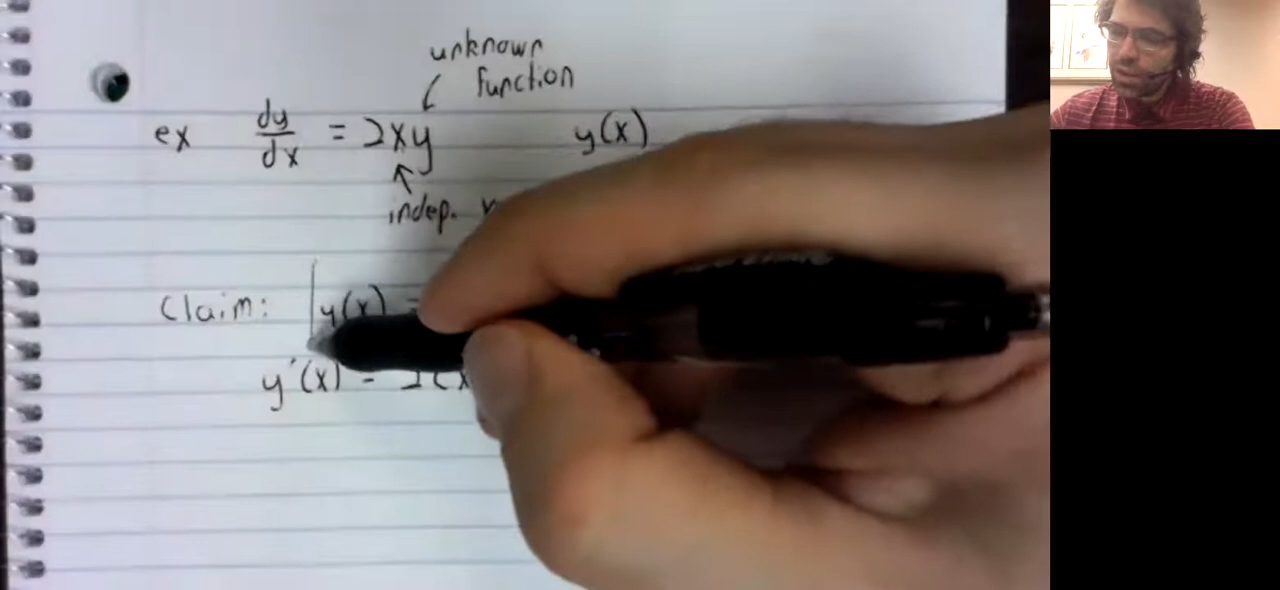 unknown
function
ex dy/dx = 2xy y(x)
indep.
Claim: y(x) =
y'(x) =